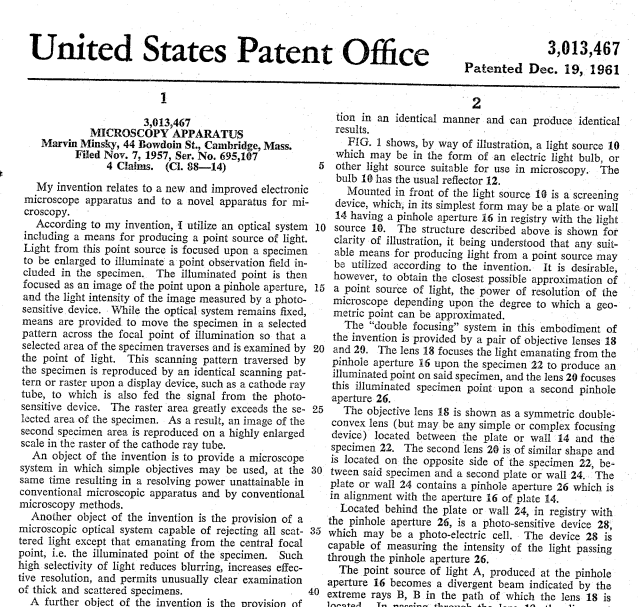 United States Patent Office
3,013,467
Patented Dec. 19, 1961
1
3,013,467
MICROSCOPY APPARATUS
Marvin Minsky, 44 Bowdoin St., Cambridge, Mass.
Filed Nov. 7, 1957, Ser. No. 695,107
4 Claims. (Cl. 88—14)
My invention relates to a new and improved electronic
microscope apparatus and to a novel apparatus for mi-
croscopy.
According to my invention, I utilize an optical system
including a means for producing a point source of light.
Light from this point source is focused upon a specimen
to be enlarged to illuminate a point observation field in-
cluded in the specimen. The illuminated point is then
focused as an image of the point upon a pinhole aperture,
and the light intensity of the image measured by a photo-
sensitive device. While the optical system remains fixed,
means are provided to move the specimen in a selected
pattern across the focal point of illumination so that a
selected area of the specimen traverses and is examined by
the point of light. This scanning pattern traversed by
the specimen is reproduced by an identical scanning pat-
tern or raster upon a display device, such as a cathode ray
tube, to which is also fed the signal from the photo-
sensitive device. The raster area greatly exceeds the se-
lected area of the specimen. As a result, an image of the
second specimen area is reproduced on a highly enlarged
scale in the raster of the cathode ray tube.
An object of the invention is to provide a microscope
system in which simple objectives may be used, at the
same time resulting in a resolving power unattainable in
conventional microscopic apparatus and by conventional
microscopy methods.
Another object of the invention is the provision of a
microscopic optical system capable of rejecting all scat-
tered light except that emanating from the central focal
point, i.e. the illuminated point of the specimen. Such
high selectivity of light reduces blurring, increases effec-
tive resolution, and permits unusually clear examination
of thick and scattered specimens.
A further object of the invention is the provision of
5
10
15
20
25
30
35
40
2
tion in an identical manner and can produce identical
results.
FIG. 1 shows, by way of illustration, a light source 10
which may be in the form of an electric light bulb, or
other light source suitable for use in microscopy. The
bulb 10 has the usual reflector 12.
Mounted in front of the light source 10 is a screening
device, which, in its simplest form may be a plate or wall
14 having a pinhole aperture 16 in registry with the light
source 10. The structure described above is shown for
clarity of illustration, it being understood that any suit-
able means for producing light from a point source may
be utilized according to the invention. It is desirable,
however, to obtain the closest possible approximation of
a point source of light, the power of resolution of the
microscope depending upon the degree to which a geo-
metric point can be approximated.
The "double focusing" system in this embodiment of
the invention is provided by a pair of objective lenses 18
and 20. The lens 18 focuses the light emanating from the
pinhole aperture 16 upon the specimen 22 to produce an
illuminated point on said specimen, and the lens 20 focuses
this illuminated specimen point upon a second pinhole
aperture 26.
The objective lens 18 is shown as a symmetric double-
convex lens (but may be any simple or complex focusing
device) located between the plate or wall 14 and the
specimen 22. The second lens 20 is of similar shape and
is located on the opposite side of the specimen 22, be-
tween said specimen and a second plate or wall 24. The
plate or wall 24 contains a pinhole aperture 26 which is
in alignment with the aperture 16 of plate 14.
Located behind the plate or wall 24, in registry with
the pinhole aperture 26, is a photo-sensitive device 28,
which may be a photo-electric cell. The device 28 is
capable of measuring the intensity of the light passing
through the pinhole aperture 26.
The point source of light A, produced at the pinhole
aperture 16 becomes a divergent beam indicated by the
extreme rays B, B in the path of which the lens 18 is